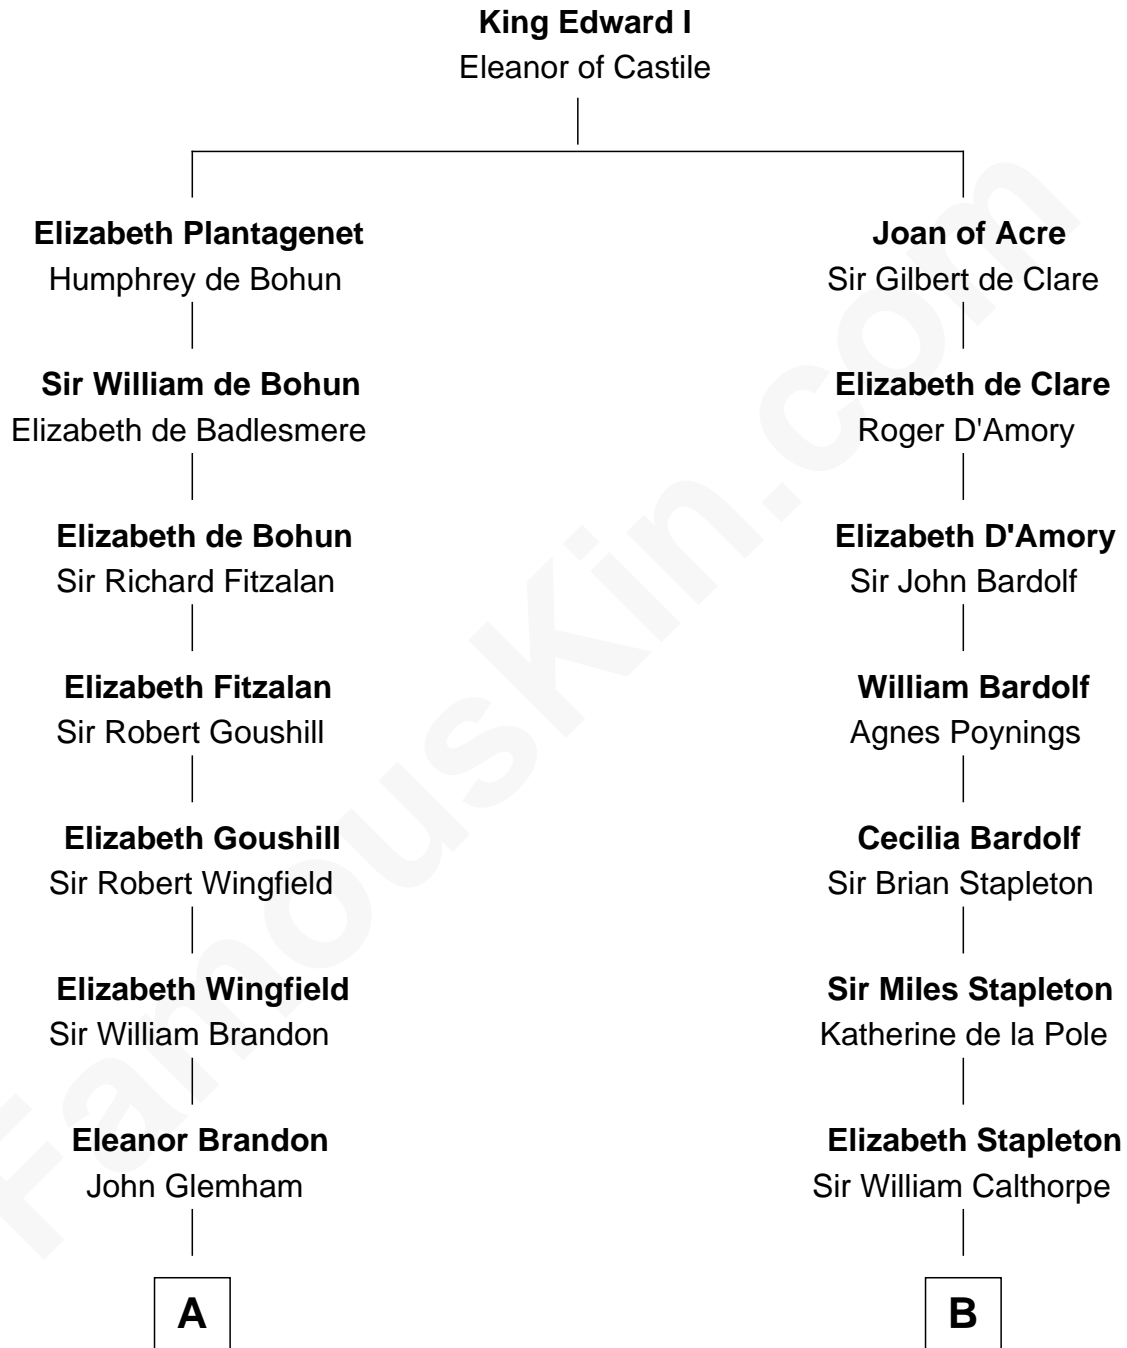 King Edward I
Eleanor of Castile
Elizabeth Plantagenet
Humphrey de Bohun
Joan of Acre
Sir Gilbert de Clare
Sir William de Bohun
Elizabeth de Badlesmere
Elizabeth de Clare
Roger D'Amory
Elizabeth de Bohun
Sir Richard Fitzalan
Elizabeth D'Amory
Sir John Bardolf
Elizabeth Fitzalan
Sir Robert Goushill
William Bardolf
Agnes Poynings
Elizabeth Goushill
Sir Robert Wingfield
Cecilia Bardolf
Sir Brian Stapleton
Elizabeth Wingfield
Sir William Brandon
Sir Miles Stapleton
Katherine de la Pole
Eleanor Brandon
John Glemham
Elizabeth Stapleton
Sir William Calthorpe
A
B
FamousKin.com